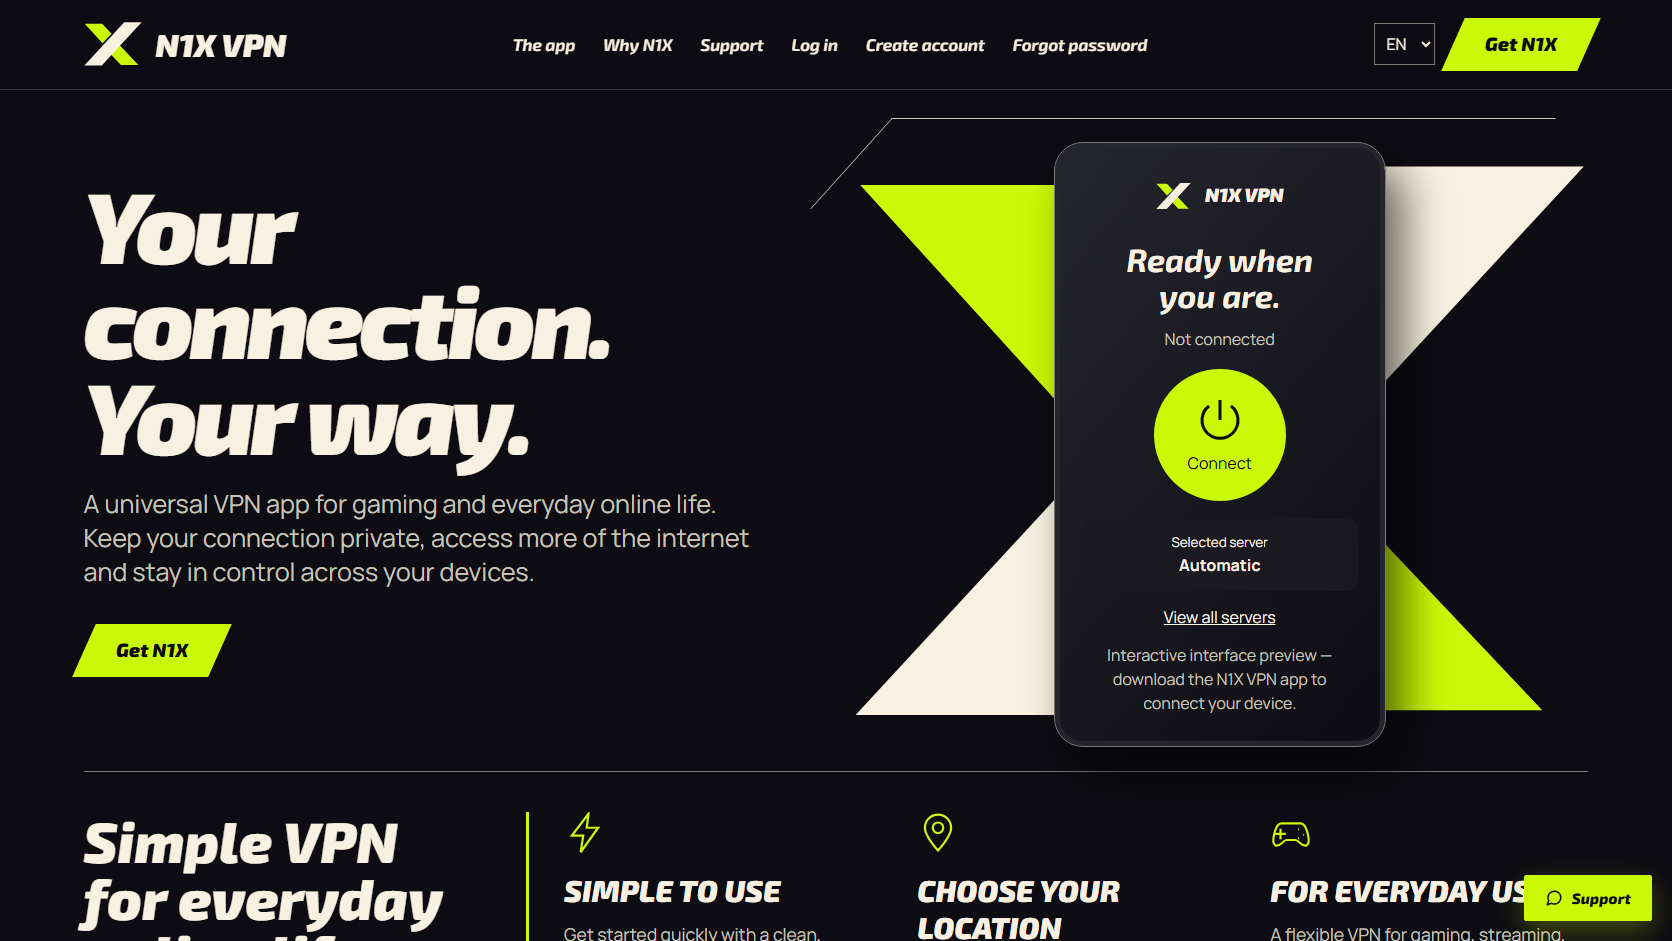 N1X VPN
The app Why N1X Support Log in Create account Forgot password
EN
Get N1X
Your
connection.
Your way.
A universal VPN app for gaming and everyday online life.
Keep your connection private, access more of the internet
and stay in control across your devices.
Get N1X
N1X VPN
Ready when
you are.
Not connected
Connect
Selected server
Automatic
View all servers
Interactive interface preview —
download the N1X VPN app to
connect your device.
Simple VPN
for everyday
SIMPLE TO USE
Get started quickly with a clean,
CHOOSE YOUR
LOCATION
FOR EVERYDAY
A flexible VPN for gaming, streaming,
Support